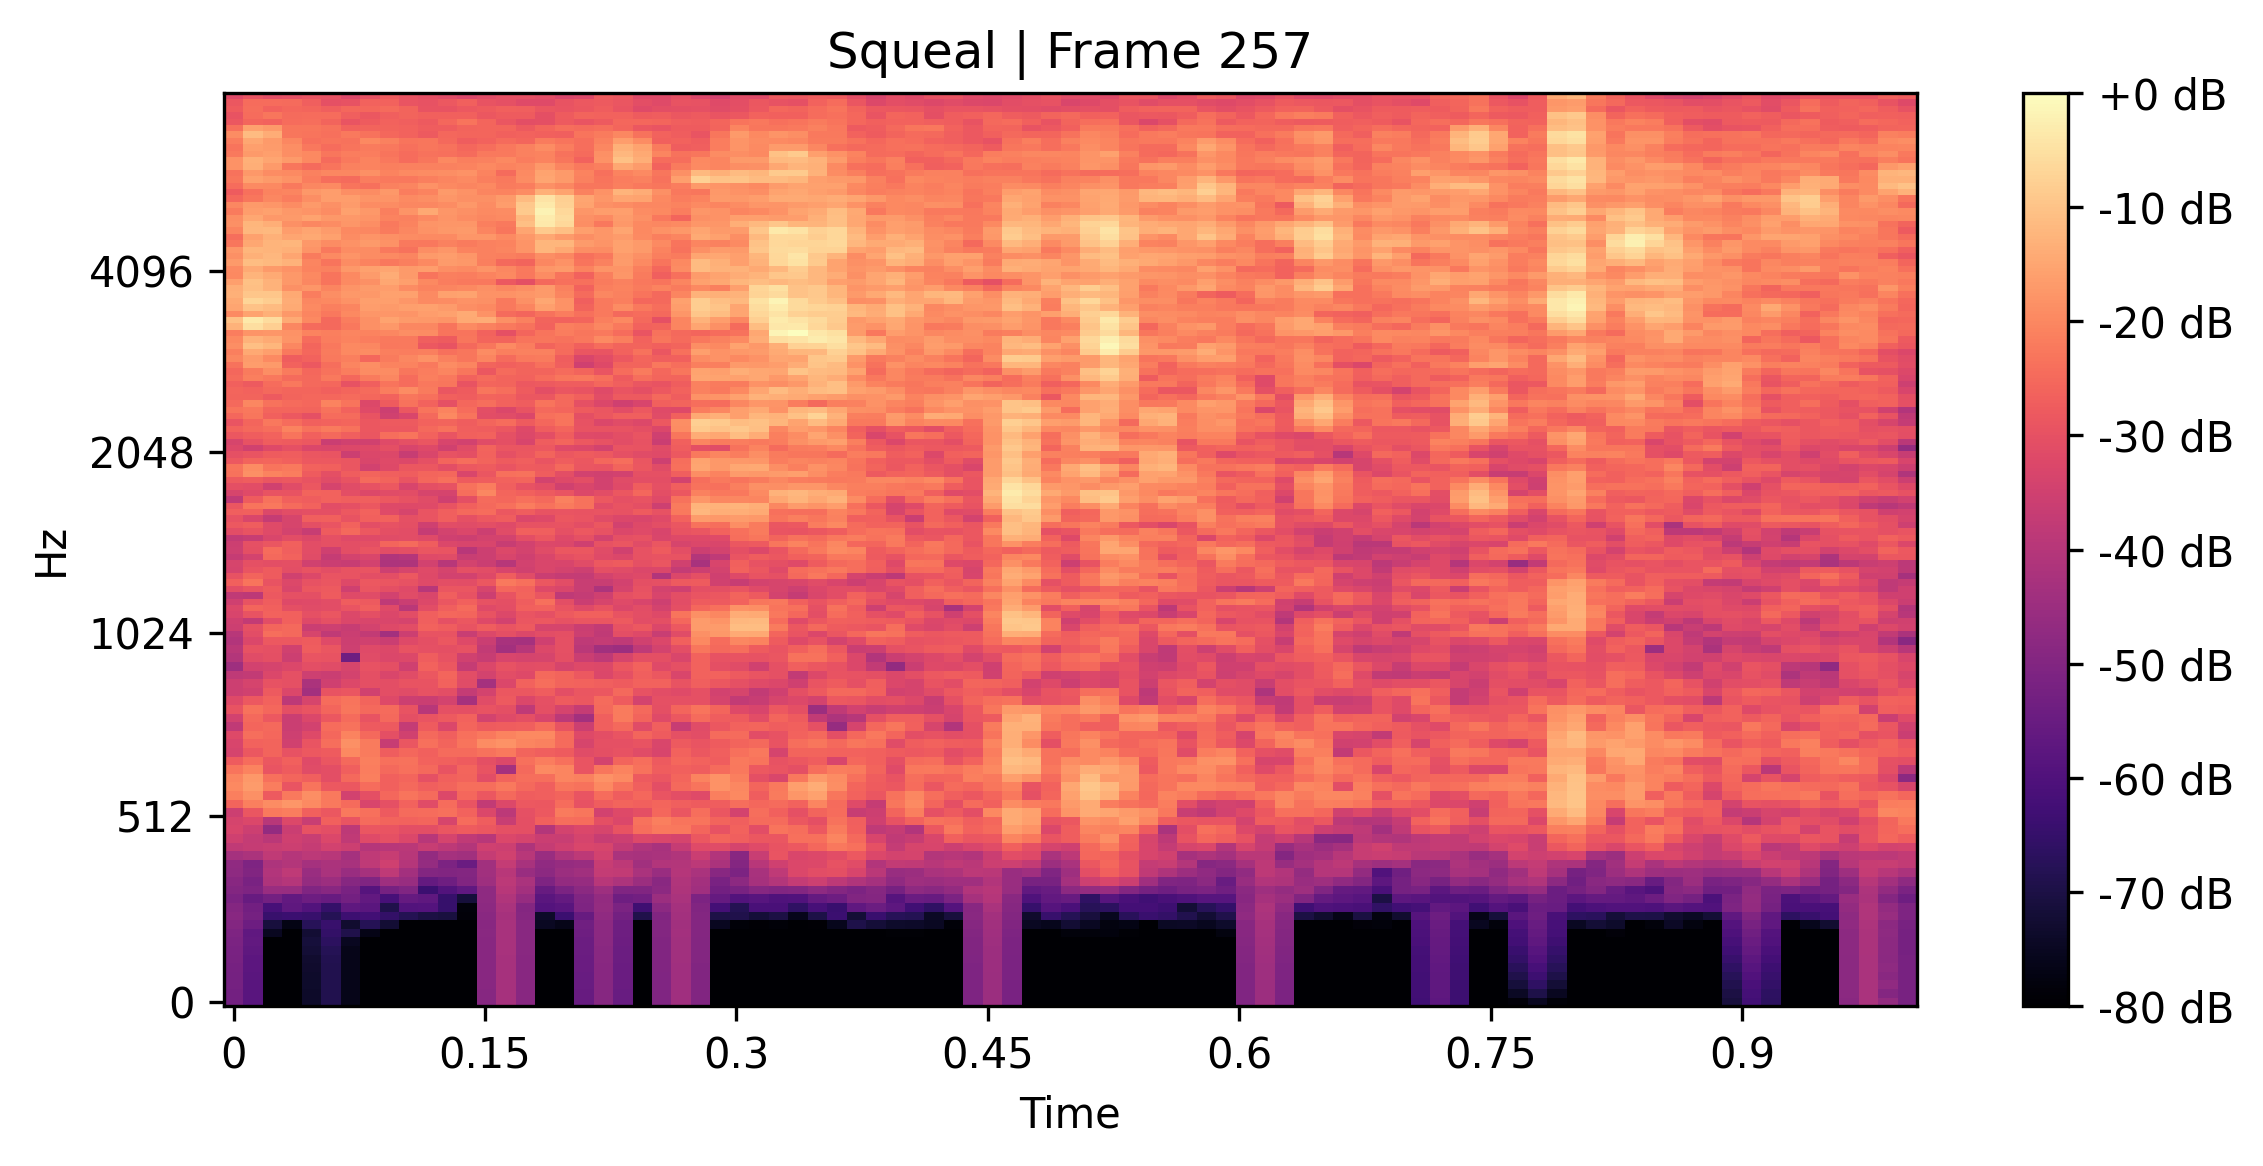 Squeal | Frame 257
+0 dB
-10 dB
-20 dB
-30 dB
-40 dB
-50 dB
-60 dB
-70 dB
-80 dB
Hz
4096
2048
1024
512
0
0 0.15 0.3 0.45 0.6 0.75 0.9
Time